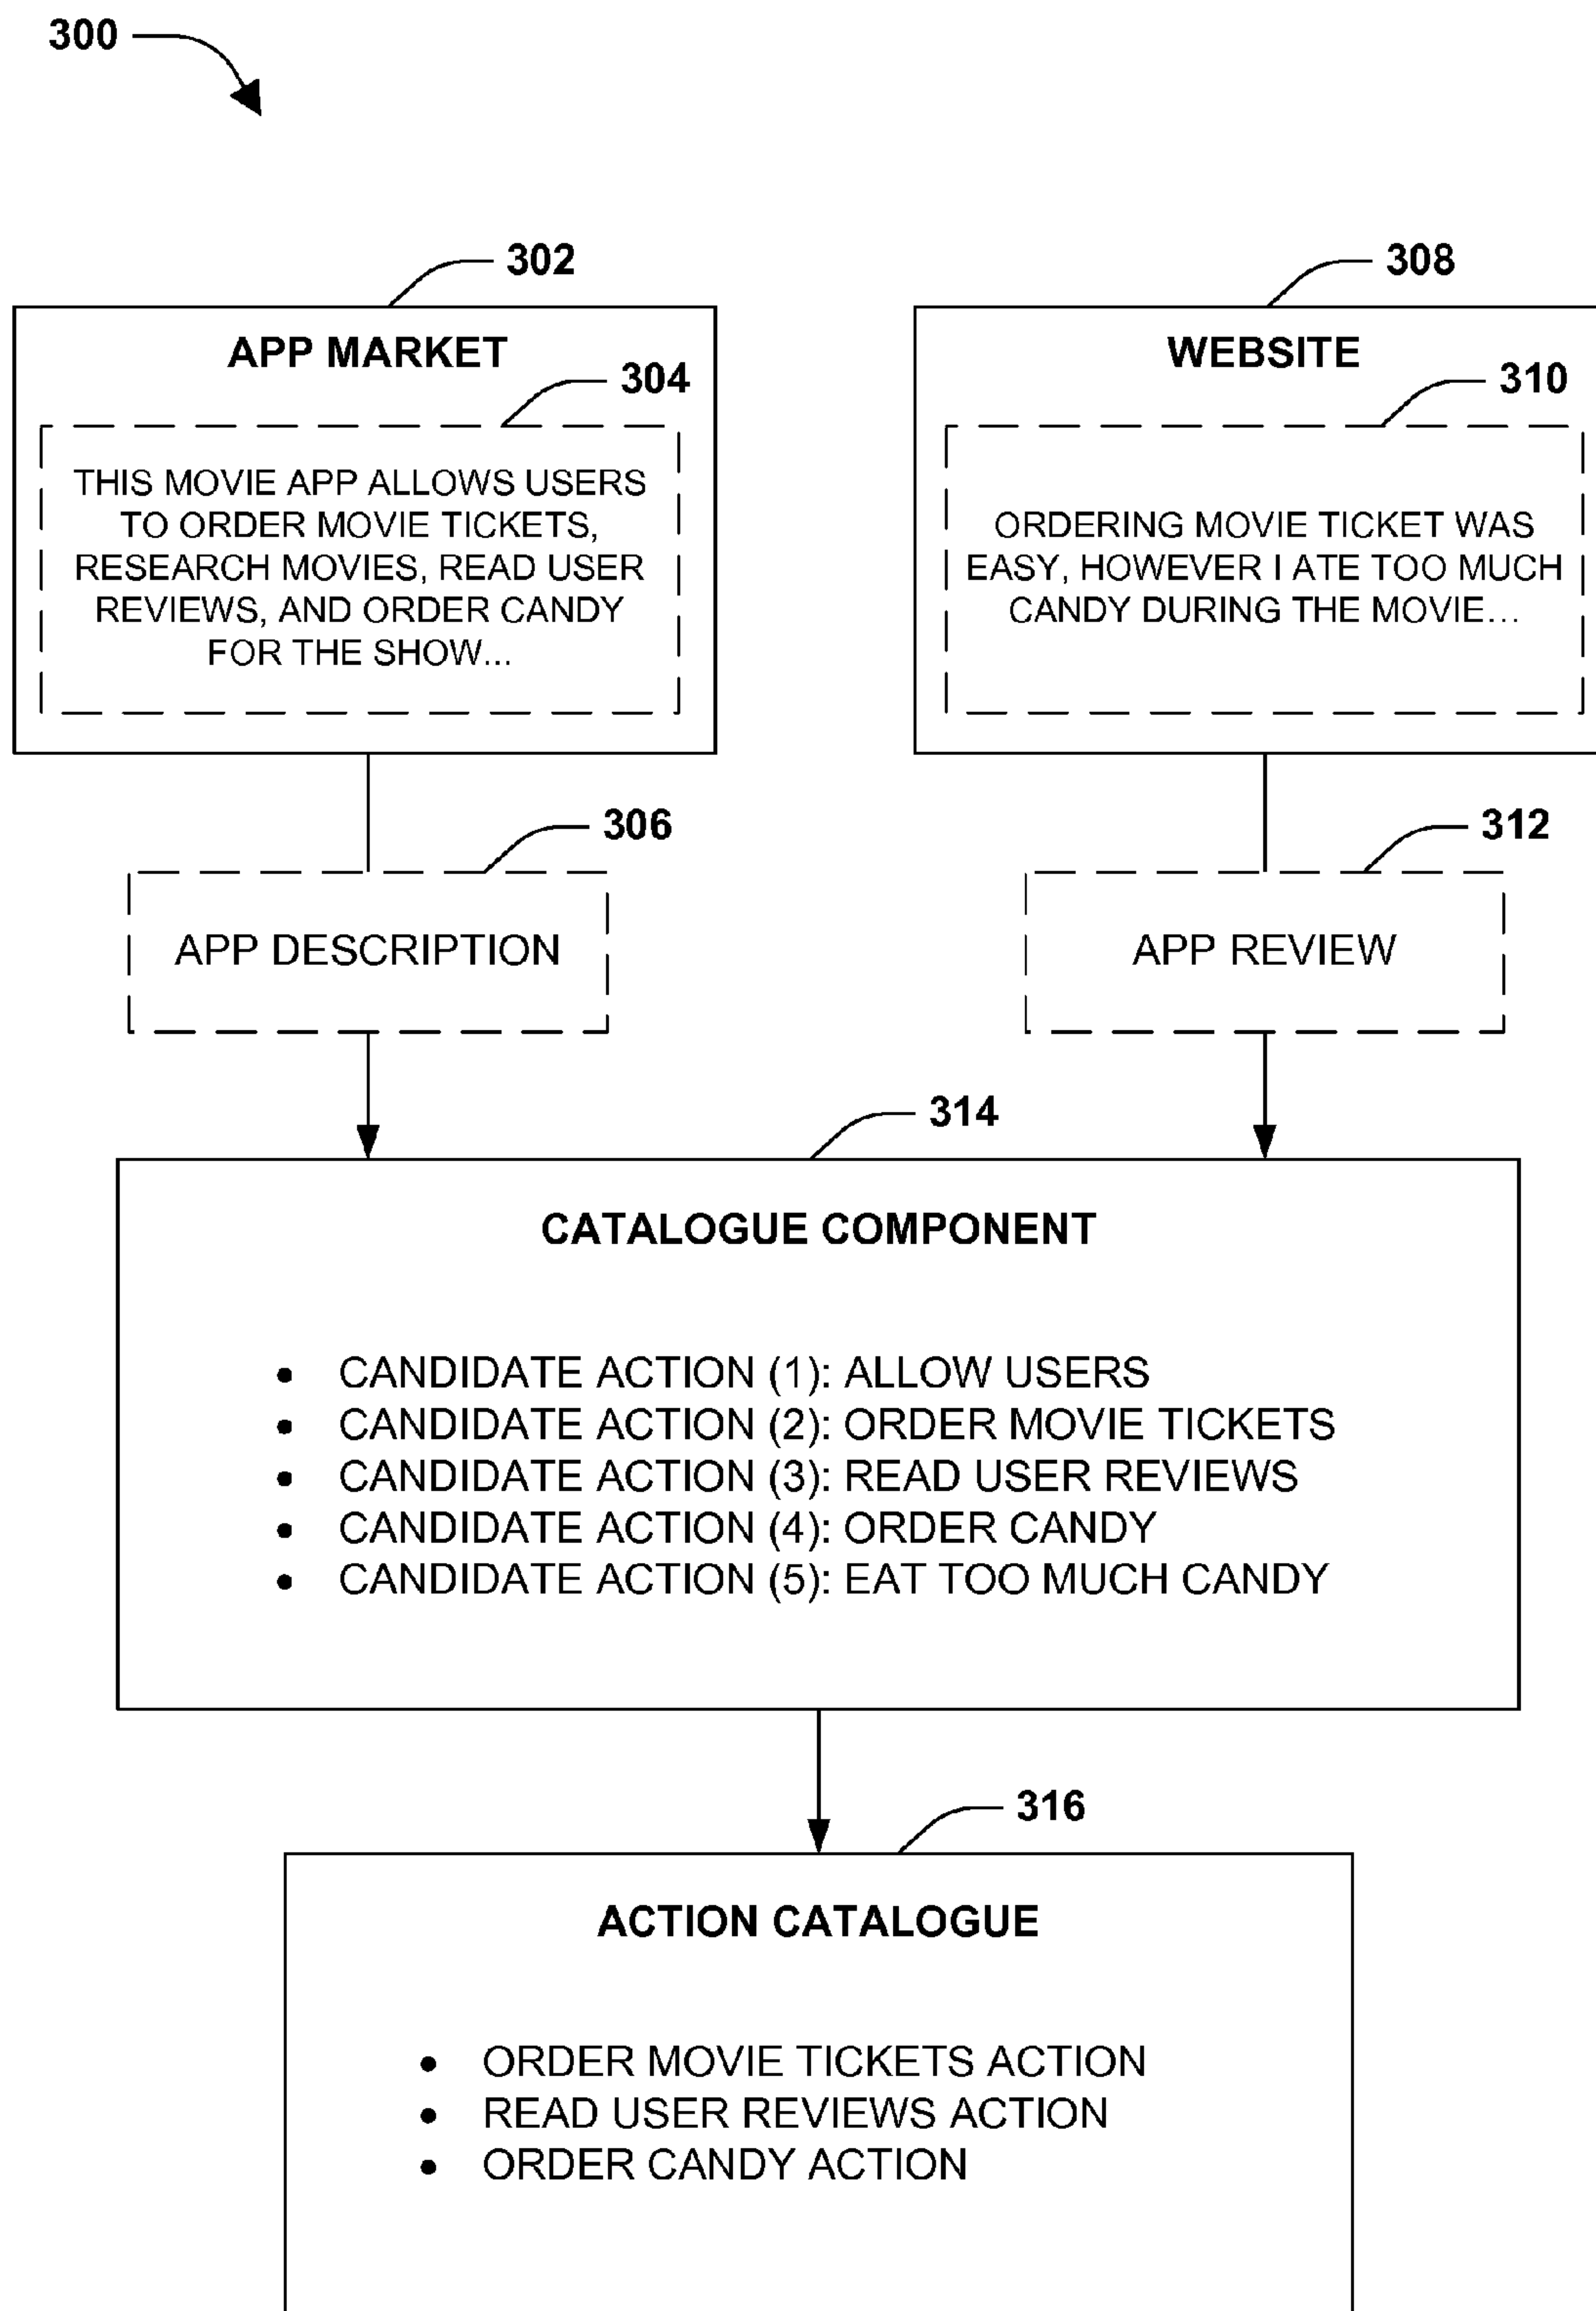 300
302
308
APP MARKET
WEBSITE
304
310
THIS MOVIE APP ALLOWS USERS
TO ORDER MOVIE TICKETS,
RESEARCH MOVIES, READ USER
REVIEWS, AND ORDER CANDY
FOR THE SHOW...
ORDERING MOVIE TICKET WAS
EASY, HOWEVER I ATE TOO MUCH
CANDY DURING THE MOVIE...
306
312
APP DESCRIPTION
APP REVIEW
314
CATALOGUE COMPONENT
• CANDIDATE ACTION (1): ALLOW USERS
• CANDIDATE ACTION (2): ORDER MOVIE TICKETS
• CANDIDATE ACTION (3): READ USER REVIEWS
• CANDIDATE ACTION (4): ORDER CANDY
• CANDIDATE ACTION (5): EAT TOO MUCH CANDY
316
ACTION CATALOGUE
• ORDER MOVIE TICKETS ACTION
• READ USER REVIEWS ACTION
• ORDER CANDY ACTION